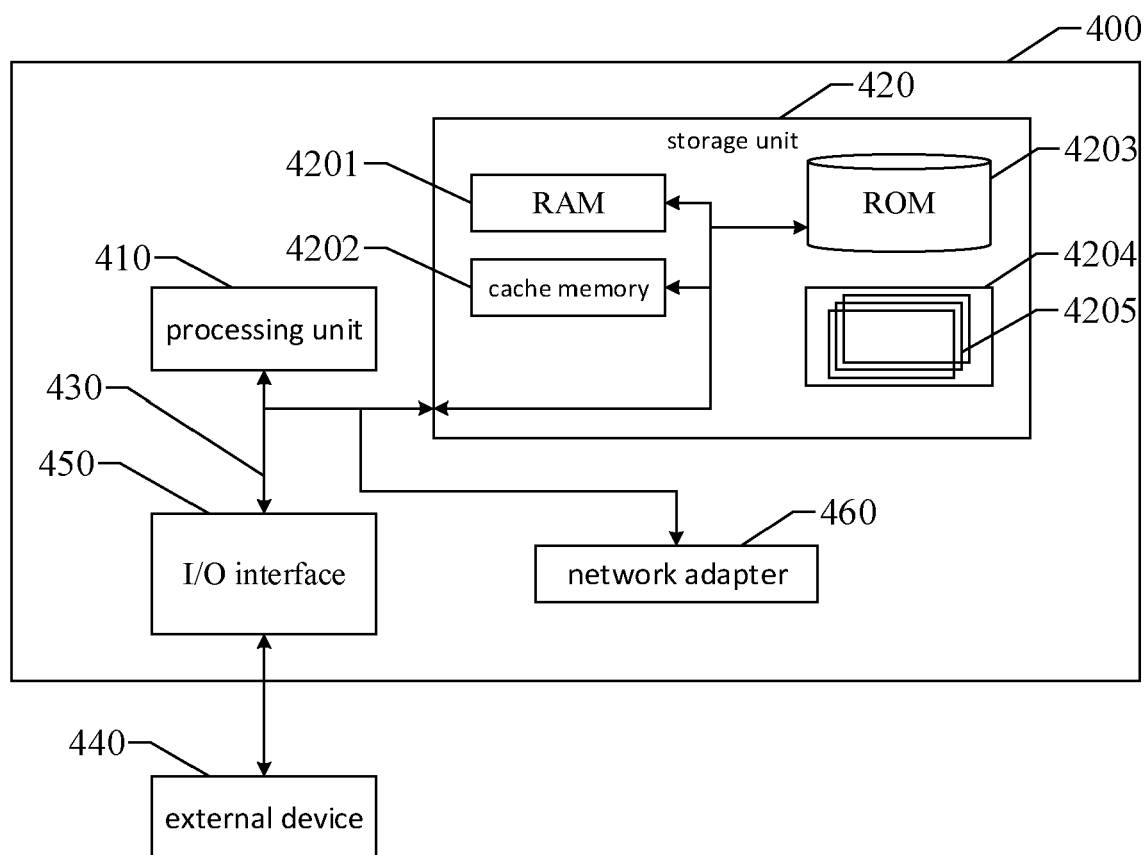 400
420
storage unit
4201
RAM
4203
ROM
4202
cache memory
4204
4205
410
processing unit
430
450
I/O interface
460
network adapter
440
external device